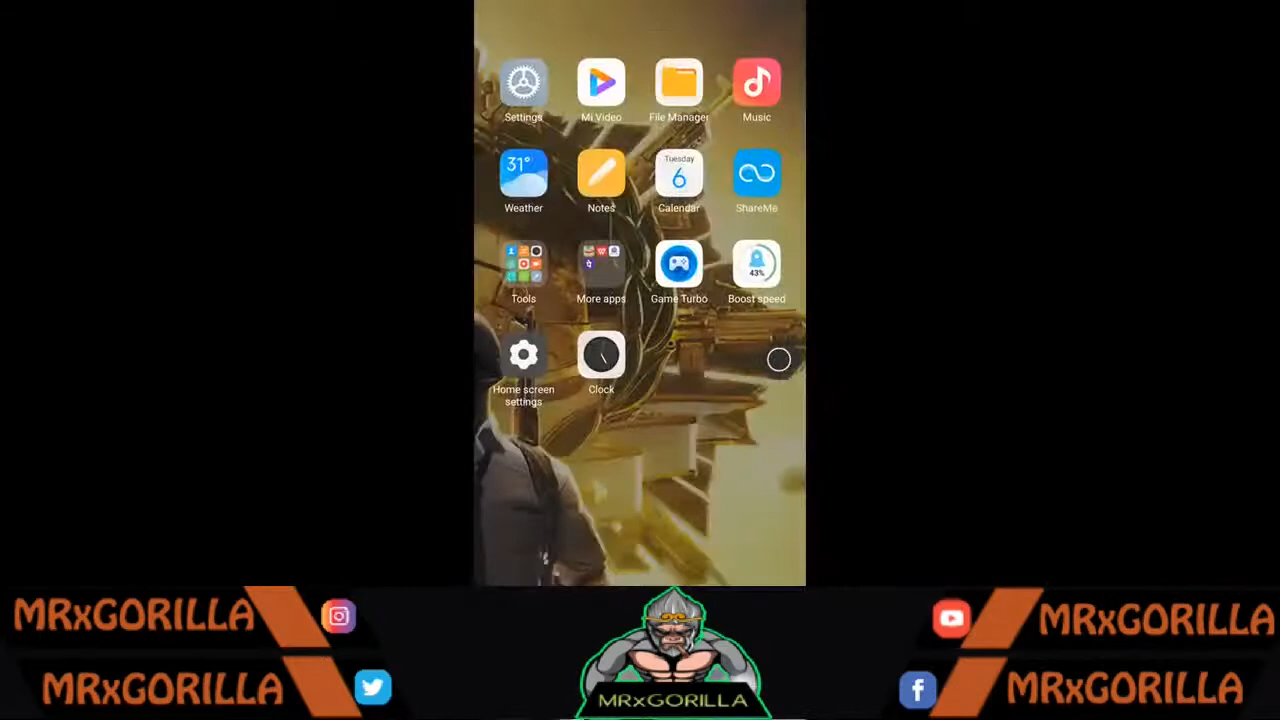 Settings
Mi Video
File Manager
Music
31°
Weather
Notes
Tuesday
6
Calendar
ShareMe
Tools
More apps
Game Turbo
43%
Boost speed
Home screen
settings
Clock
MRxGORILLA
MRxGORILLA
MRxGORILLA
MRxGORILLA
MRxGORILLA